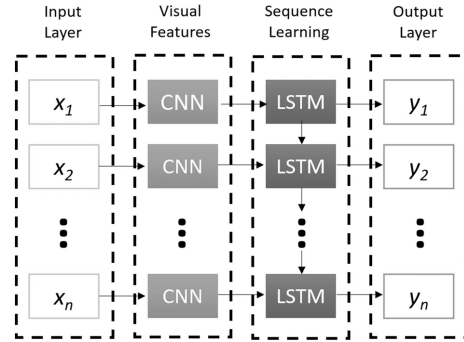 Input Layer
Visual Features
Sequence Learning
Output Layer
x1 CNN LSTM y1
x2 CNN LSTM y2
xn CNN LSTM yn